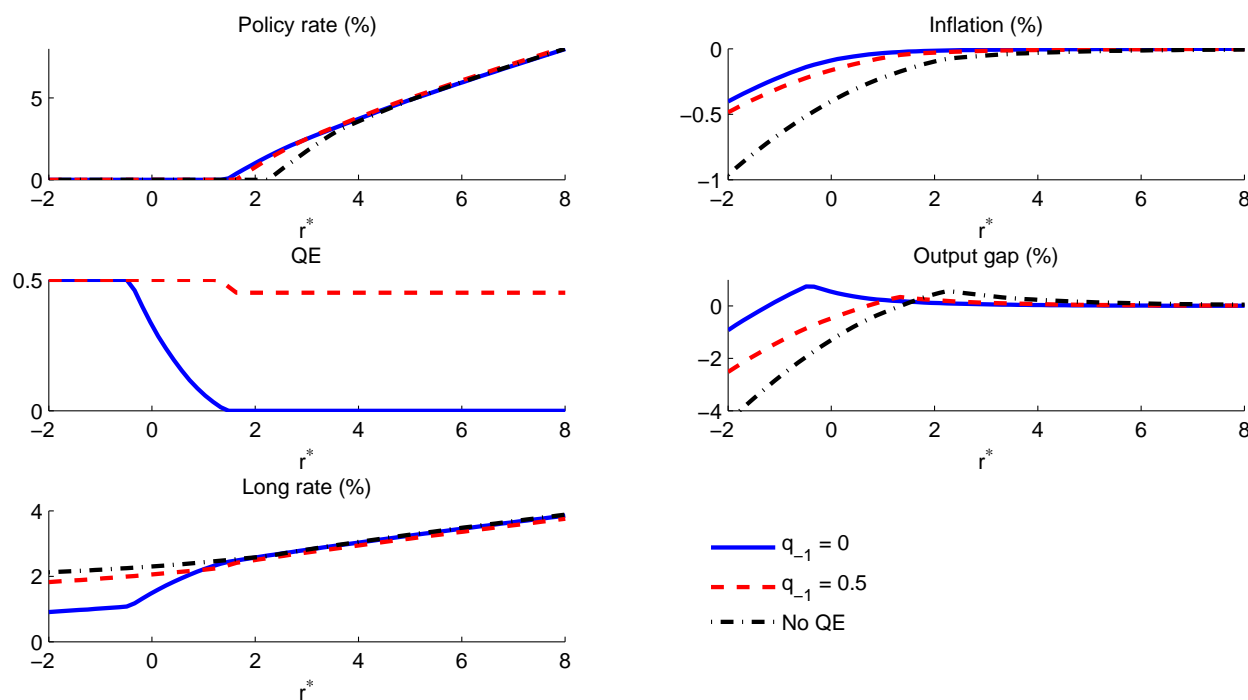 Policy rate (%)
5
0
−2 0 2 4 6 8
r*
Inflation (%)
0
−0.5
−1
−2 0 2 4 6 8
r*
QE
0.5
0
−2 0 2 4 6 8
r*
Output gap (%)
0
−2
−4
−2 0 2 4 6 8
r*
Long rate (%)
4
2
0
−2 0 2 4 6 8
r*
q−1 = 0
q−1 = 0.5
No QE